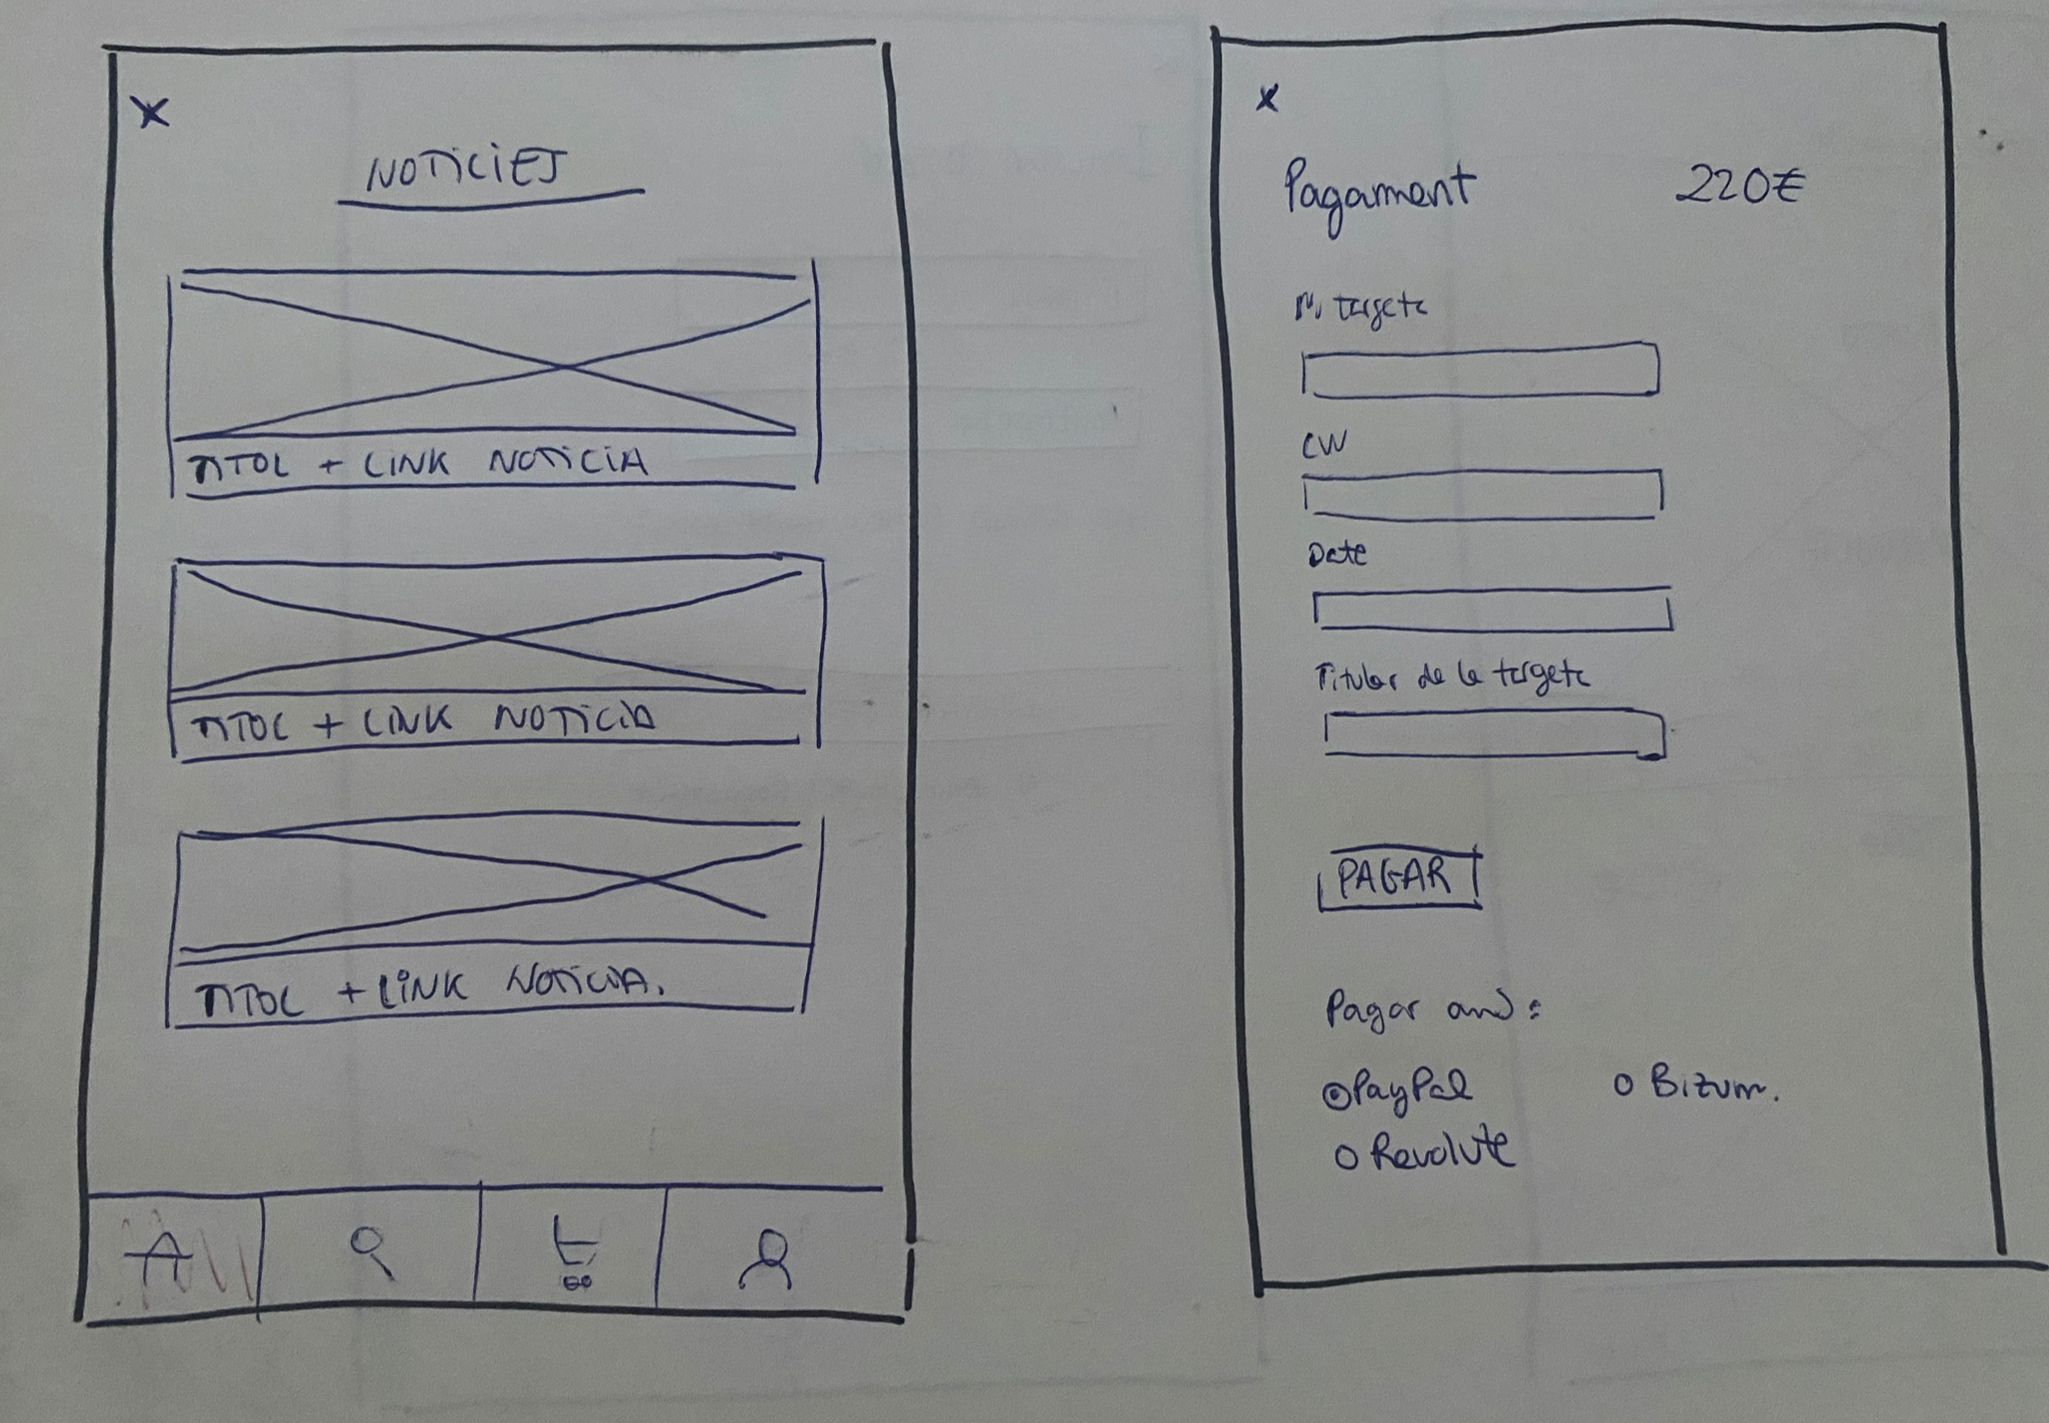 X
NOTICIES
TITOL + LINK NOTICIA
TITOL + LINK NOTICIA
TITOL + LINK NOTICIA.
X
Pagament 220€
N. targeta
CVV
Data
Titular de la targeta
PAGAR
Pagar amb:
PayPal Bizum.
Revolute